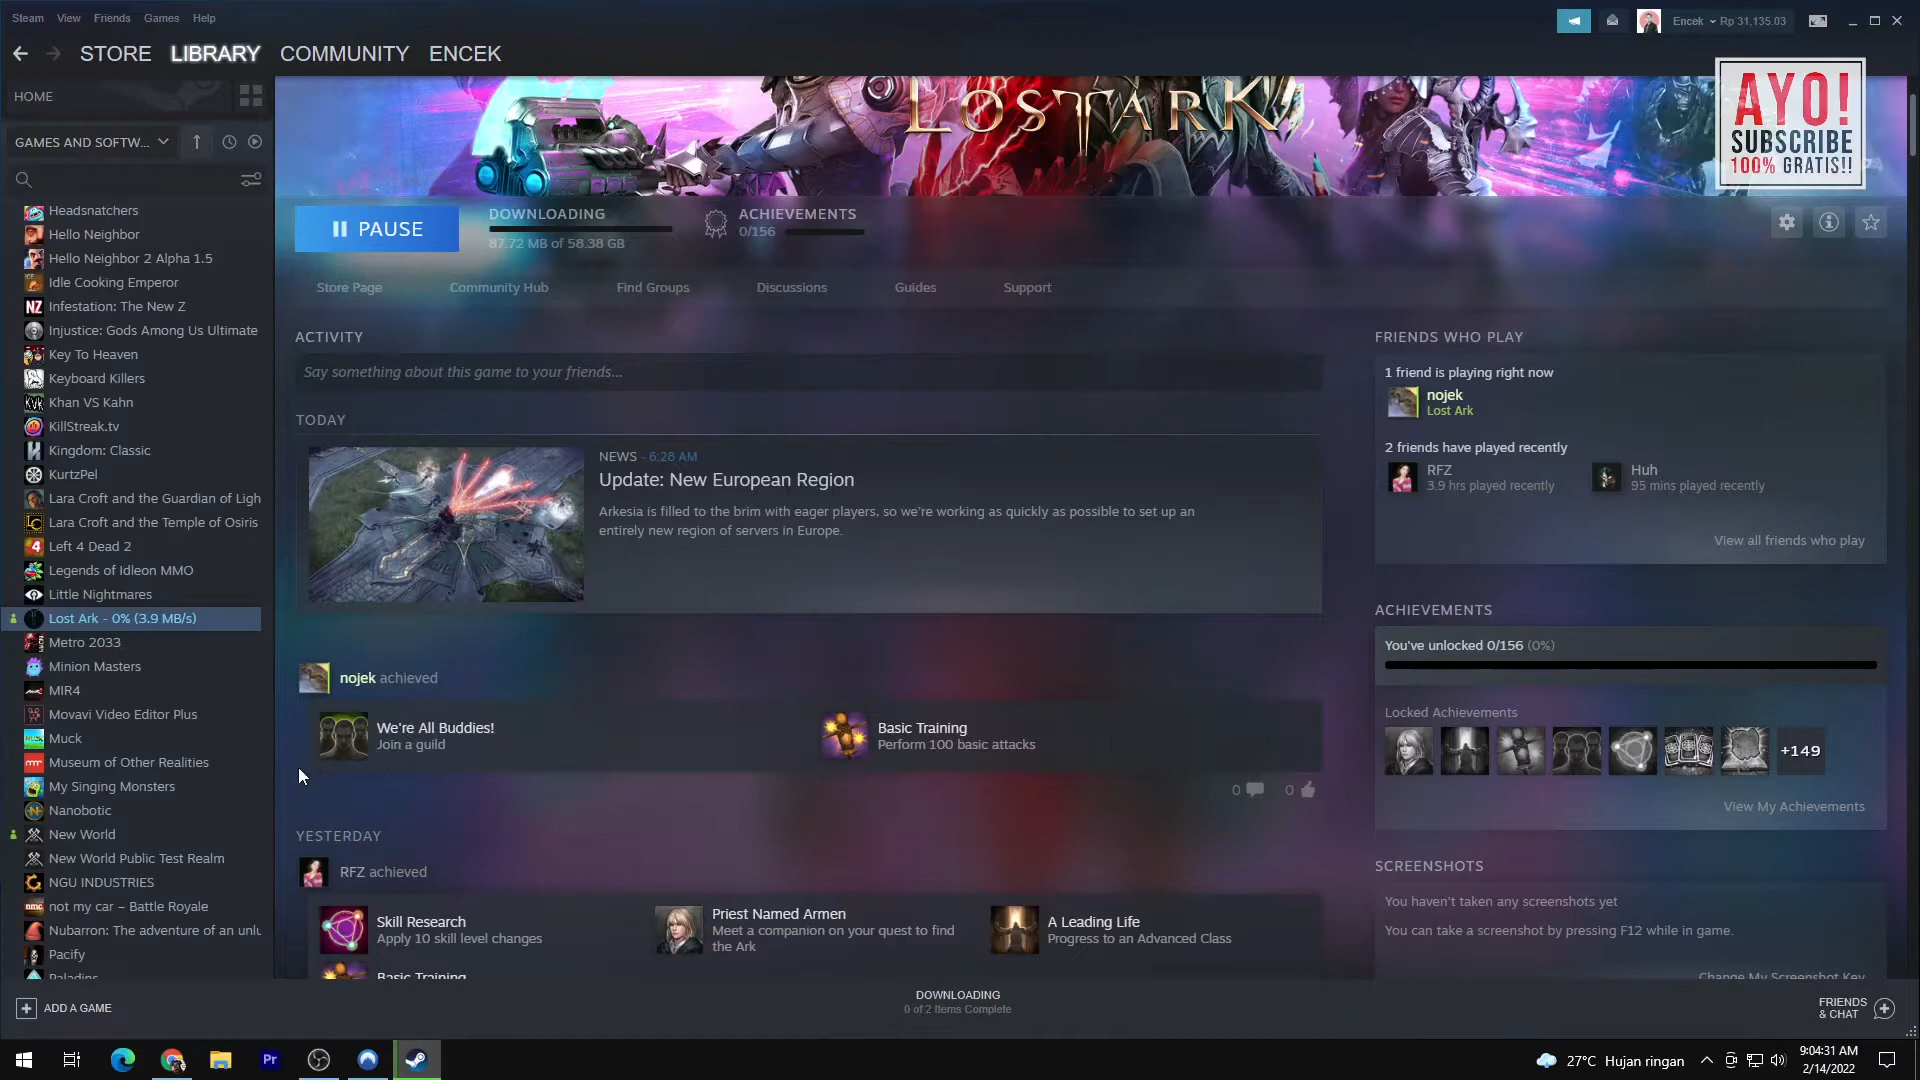 Steam View Friends Games Help
Encek Rp 31,135.03
STORE LIBRARY COMMUNITY ENCEK
HOME
GAMES AND SOFTW...
Headsnatchers
Hello Neighbor
Hello Neighbor 2 Alpha 1.5
Idle Cooking Emperor
Infestation: The New Z
Injustice: Gods Among Us Ultimate
Key To Heaven
Keyboard Killers
Khan VS Kahn
KillStreak.tv
Kingdom: Classic
KurtzPel
Lara Croft and the Guardian of Ligh
Lara Croft and the Temple of Osiris
Left 4 Dead 2
Legends of Idleon MMO
Little Nightmares
Lost Ark - 0% (3.9 MB/s)
Metro 2033
Minion Masters
MIR4
Movavi Video Editor Plus
Muck
Museum of Other Realities
My Singing Monsters
Nanobotic
New World
New World Public Test Realm
NGU INDUSTRIES
not my car – Battle Royale
Nubarron: The adventure of an unlu
Pacify
Paladins
ADD A GAME
LOST ARK
AYO!
SUBSCRIBE
100% GRATIS!!
PAUSE
DOWNLOADING
87.72 MB of 58.38 GB
ACHIEVEMENTS
0/156
Store Page Community Hub Find Groups Discussions Guides Support
ACTIVITY
Say something about this game to your friends...
TODAY
NEWS - 6:28 AM
Update: New European Region
Arkesia is filled to the brim with eager players, so we're working as quickly as possible to set up an
entirely new region of servers in Europe.
nojek achieved
We're All Buddies!
Join a guild
Basic Training
Perform 100 basic attacks
0 0
YESTERDAY
RFZ achieved
Skill Research
Apply 10 skill level changes
Priest Named Armen
Meet a companion on your quest to find
the Ark
A Leading Life
Progress to an Advanced Class
Basic Training
FRIENDS WHO PLAY
1 friend is playing right now
nojek
Lost Ark
2 friends have played recently
RFZ
3.9 hrs played recently
Huh
95 mins played recently
View all friends who play
ACHIEVEMENTS
You've unlocked 0/156 (0%)
Locked Achievements
+149
View My Achievements
SCREENSHOTS
You haven't taken any screenshots yet
You can take a screenshot by pressing F12 while in game.
Change My Screenshot Key
DOWNLOADING
0 of 2 Items Complete
FRIENDS
& CHAT
Pr
27°C Hujan ringan
9:04:31 AM
2/14/2022